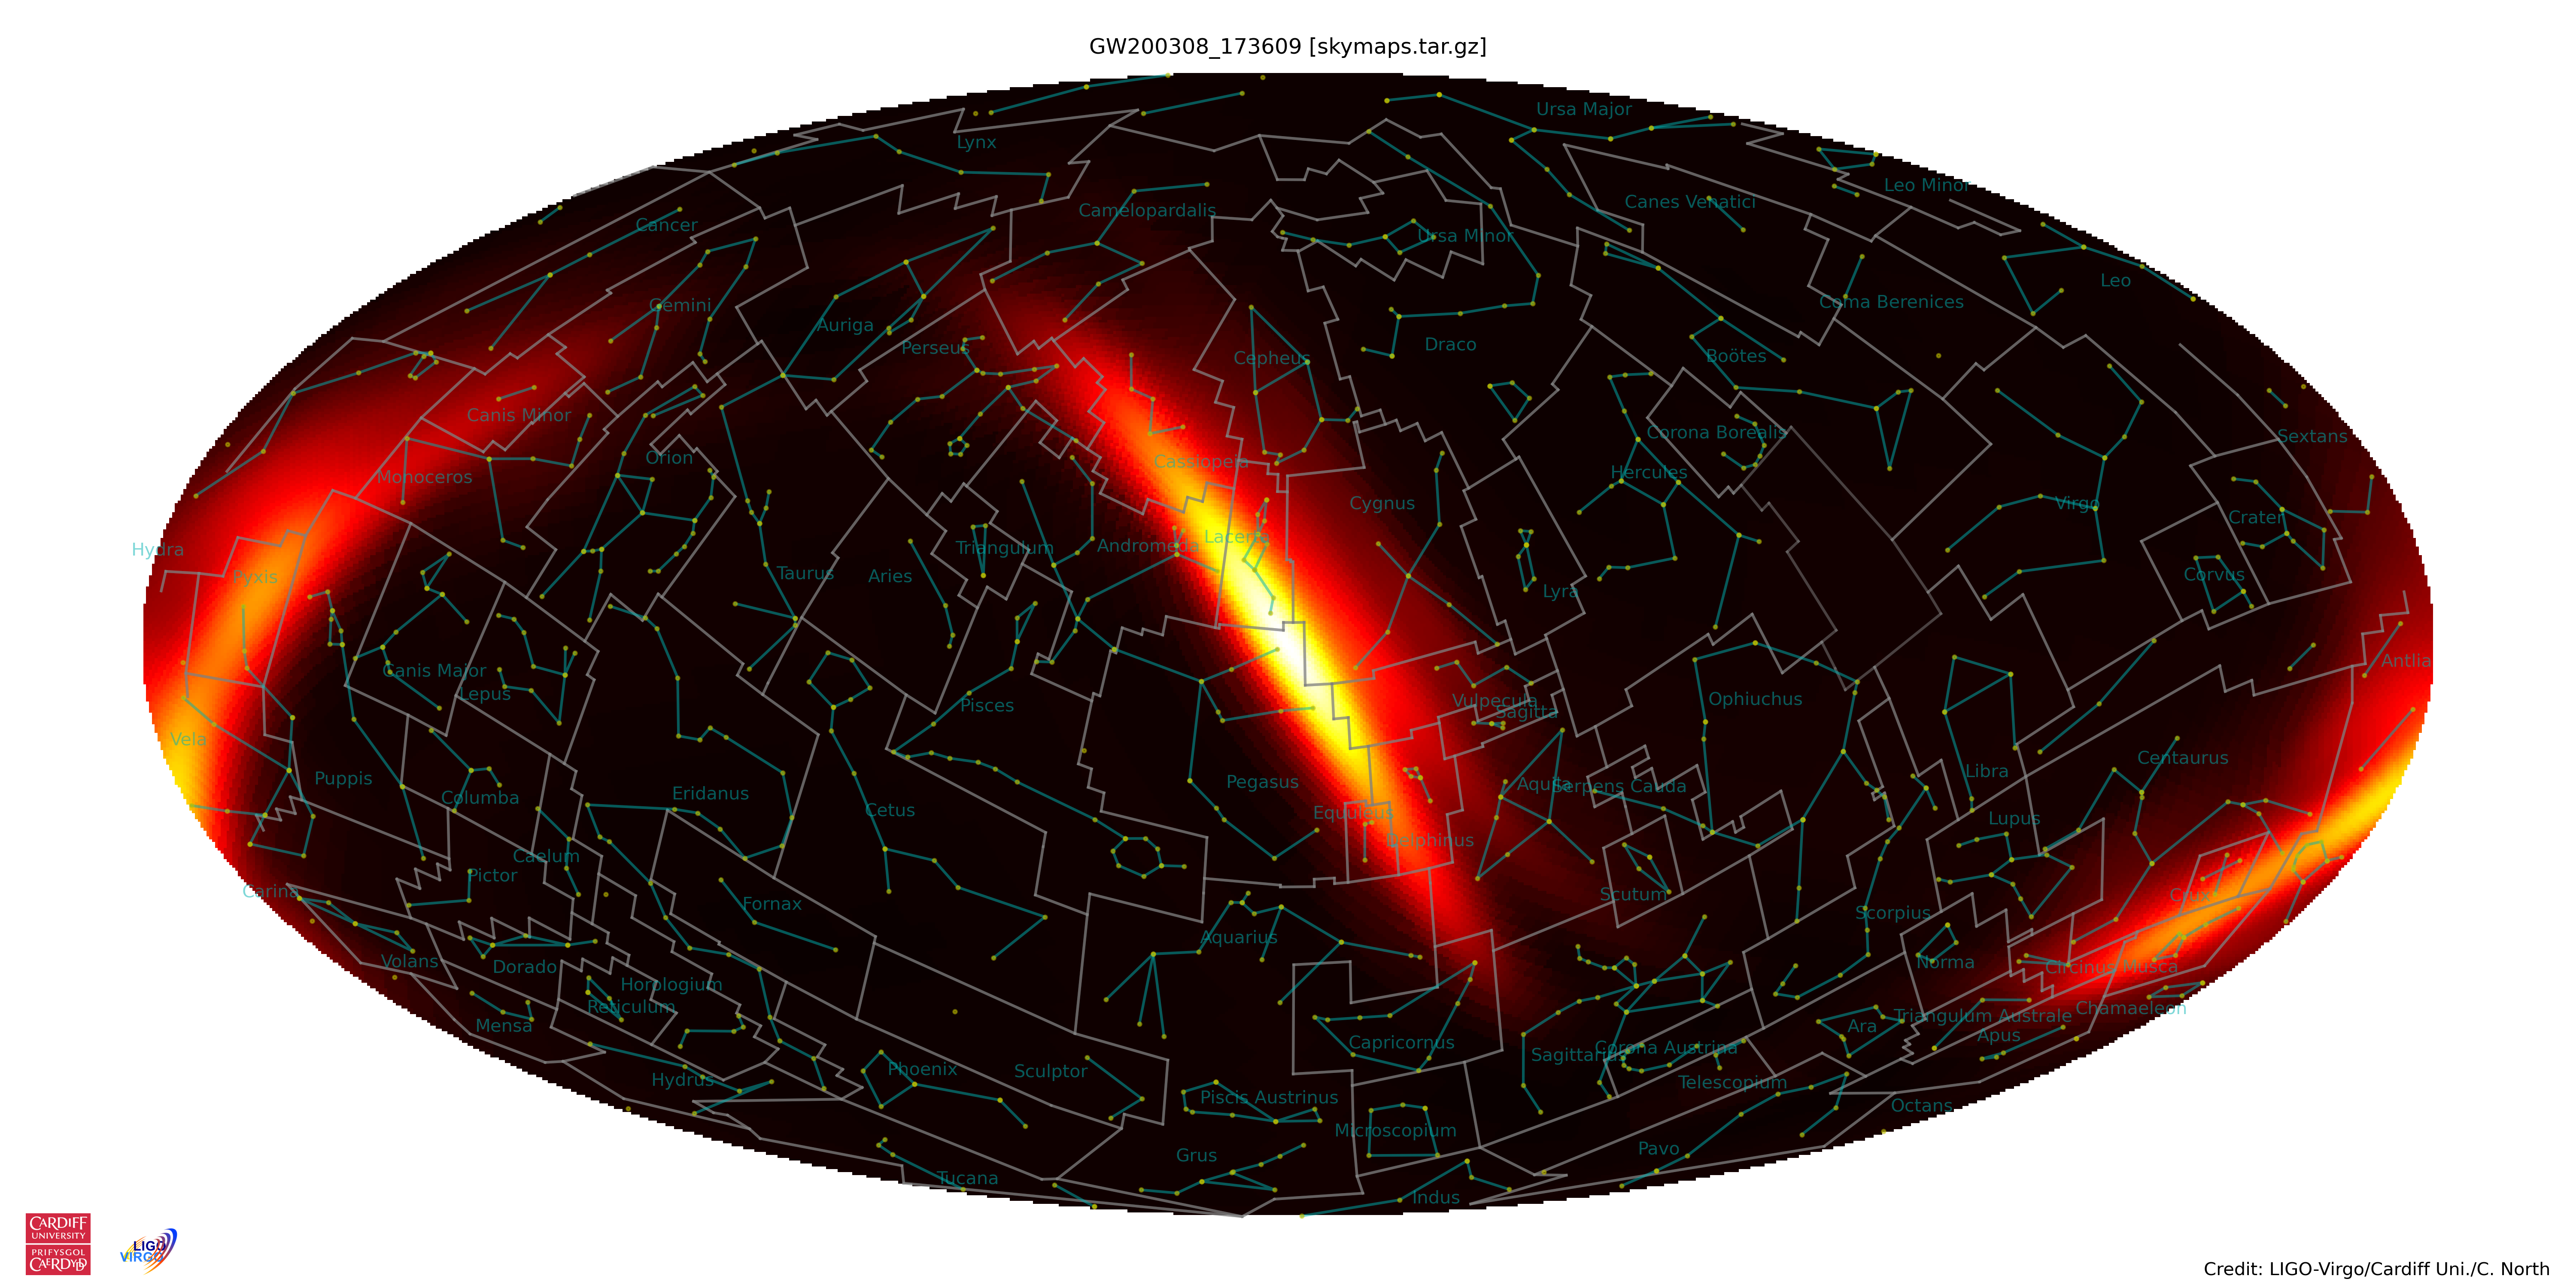 GW200308_173609 [skymaps.tar.gz]
Ursa Major
Lynx
Leo Minor
Canes Venatici
Camelopardalis
Cancer
Ursa Minor
Leo
Coma Berenices
Gemini
Auriga
Draco
Perseus
Boötes
Cepheus
Canis Minor
Corona Borealis
Sextans
Orion
Cassiopeia
Hercules
Monoceros
Cygnus
Virgo
Crater
Lacerta
Andromeda
Triangulum
Hydra
Taurus
Aries
Corvus
Pyxis
Lyra
Antlia
Canis Major
Lepus
Ophiuchus
Vulpecula
Pisces
Sagitta
Vela
Centaurus
Libra
Puppis
Pegasus
Aquila
Serpens Cauda
Eridanus
Columba
Cetus
Equuleus
Lupus
Delphinus
Caelum
Pictor
Carina
Scutum
Crux
Fornax
Scorpius
Aquarius
Volans
Norma
Dorado
Circinus
Musca
Horologium
Reticulum
Chamaeleon
Triangulum Australe
Mensa
Ara
Apus
Capricornus
Corona Austrina
Sagittarius
Phoenix
Sculptor
Hydrus
Telescopium
Piscis Austrinus
Octans
Microscopium
Pavo
Grus
Tucana
Indus
CARDIFF
UNIVERSITY
PRIFYSGOL
CAERDYDD
LIGO
VIRGO
Credit: LIGO-Virgo/Cardiff Uni./C. North